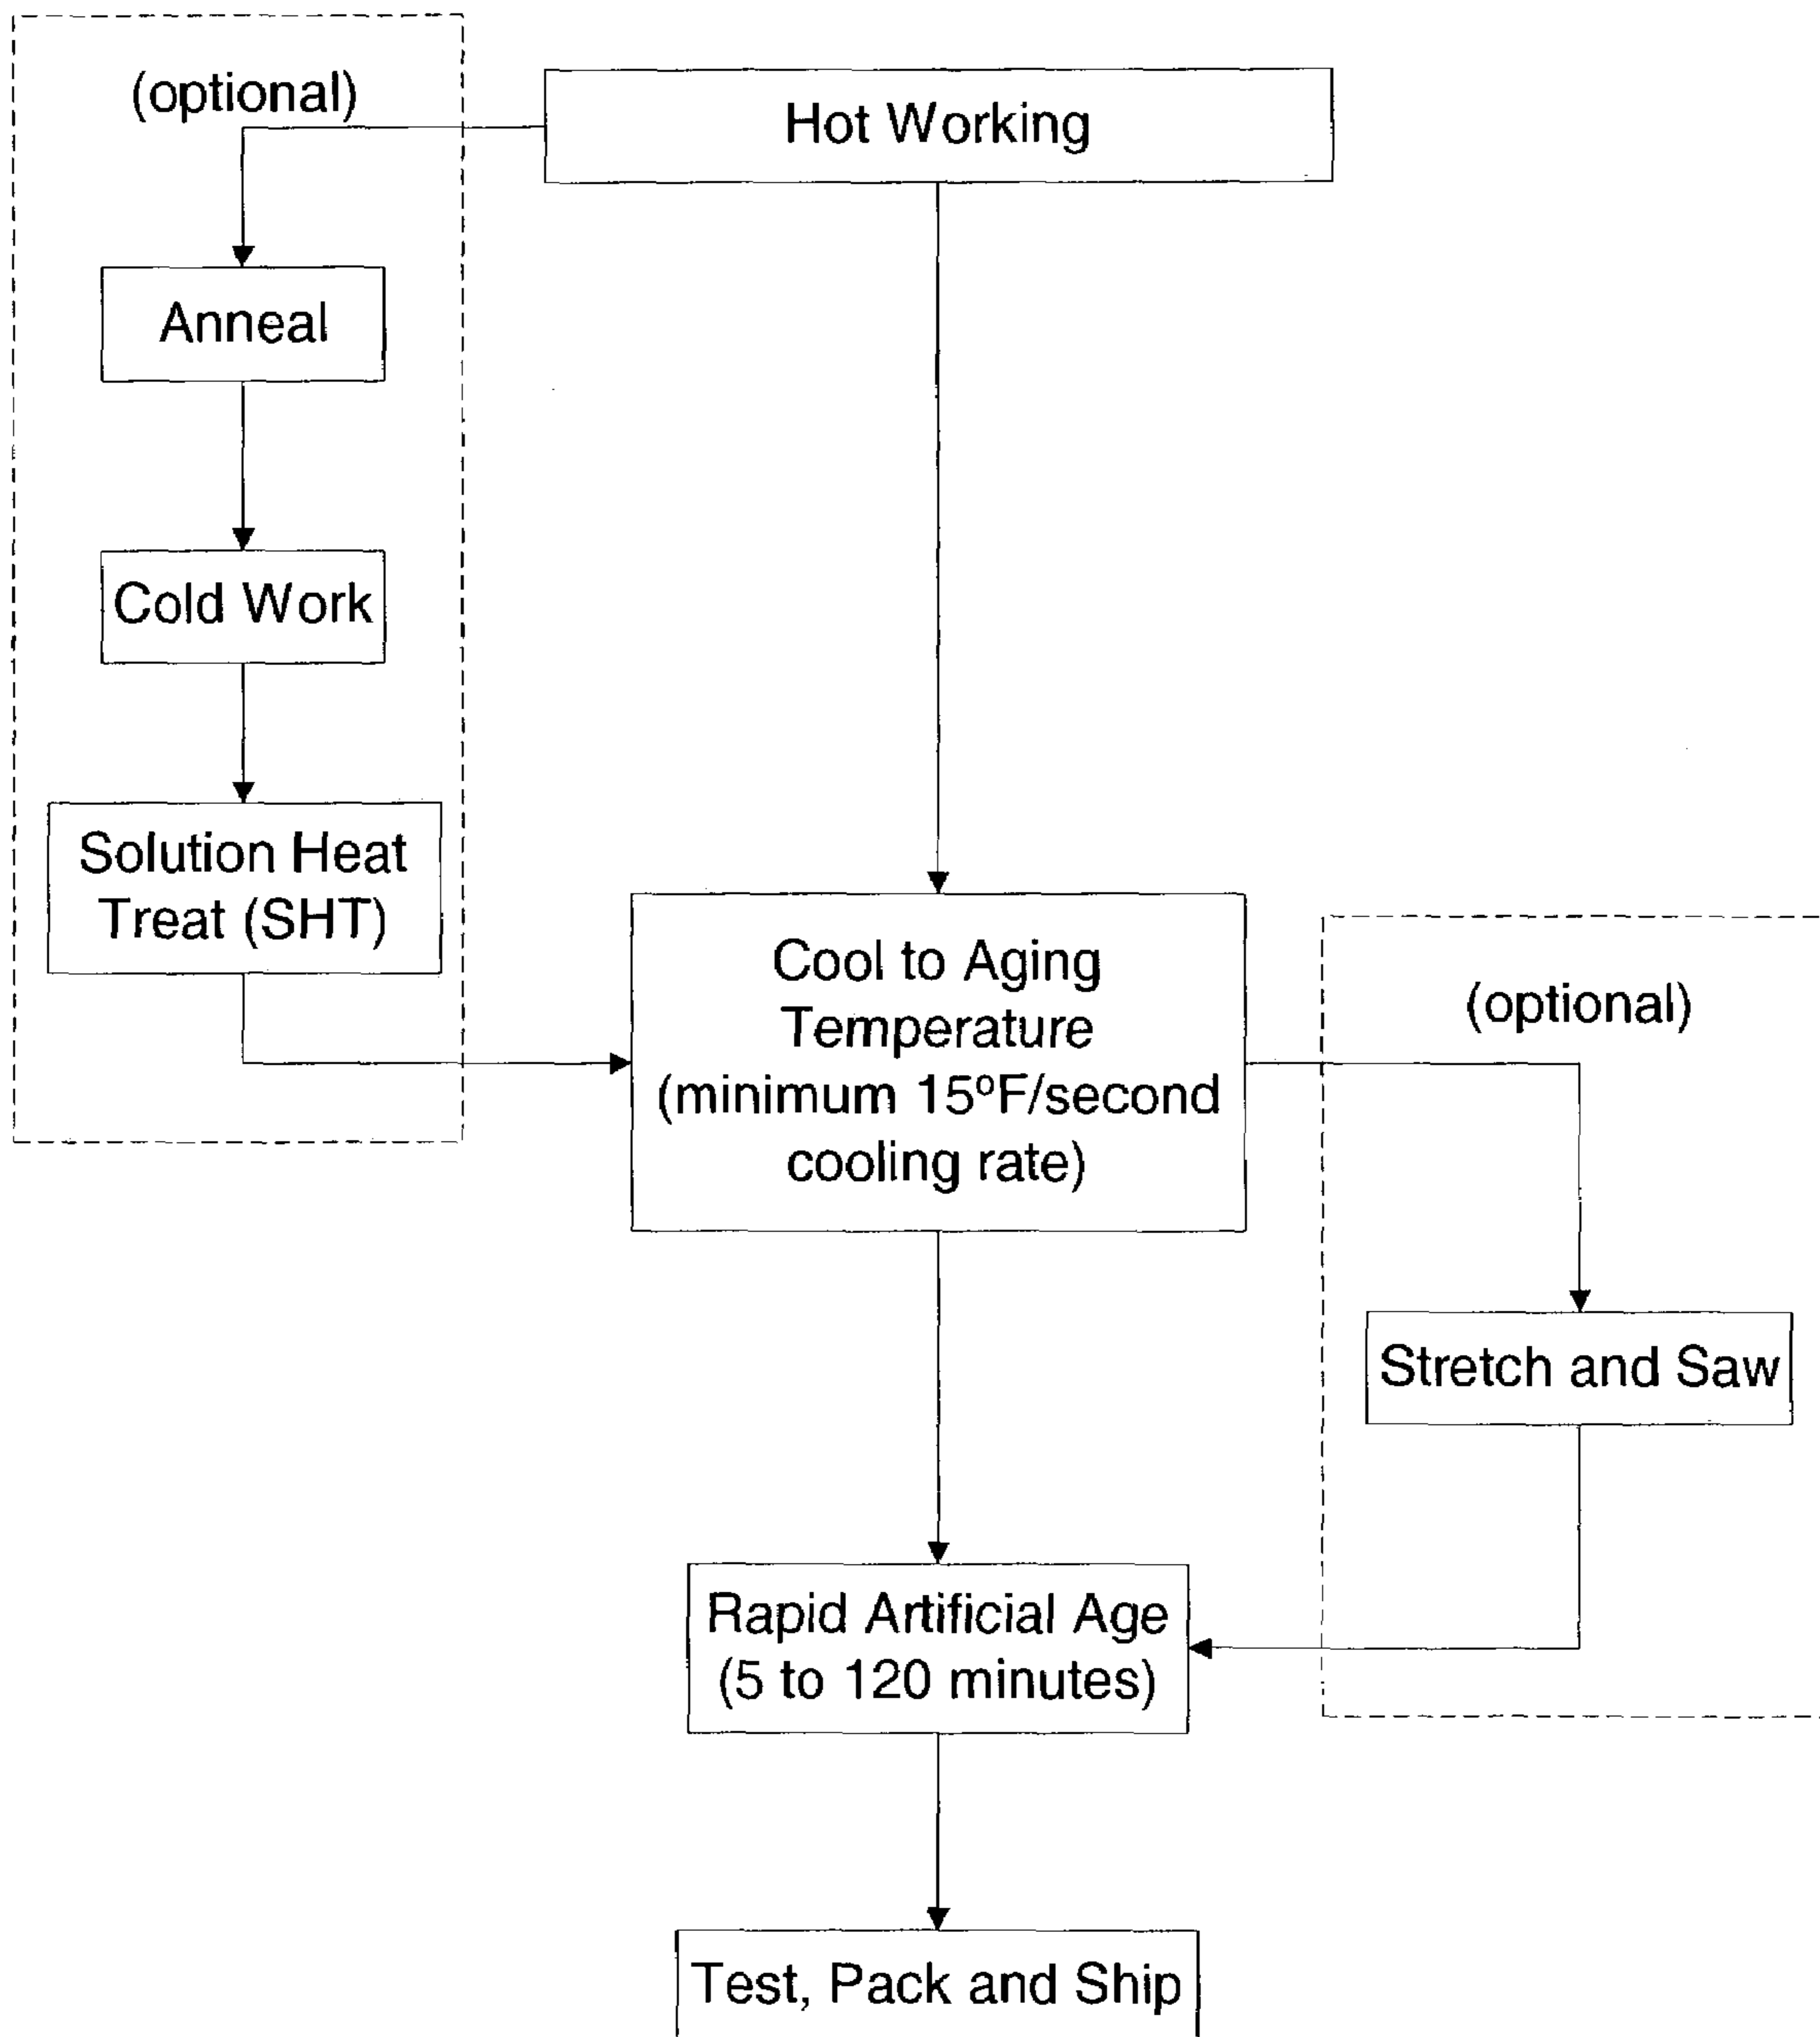 (optional)
Hot Working
Anneal
Cold Work
Solution Heat
Treat (SHT)
Cool to Aging
Temperature
(minimum 15ºF/second
cooling rate)
(optional)
Stretch and Saw
Rapid Artificial Age
(5 to 120 minutes)
Test, Pack and Ship